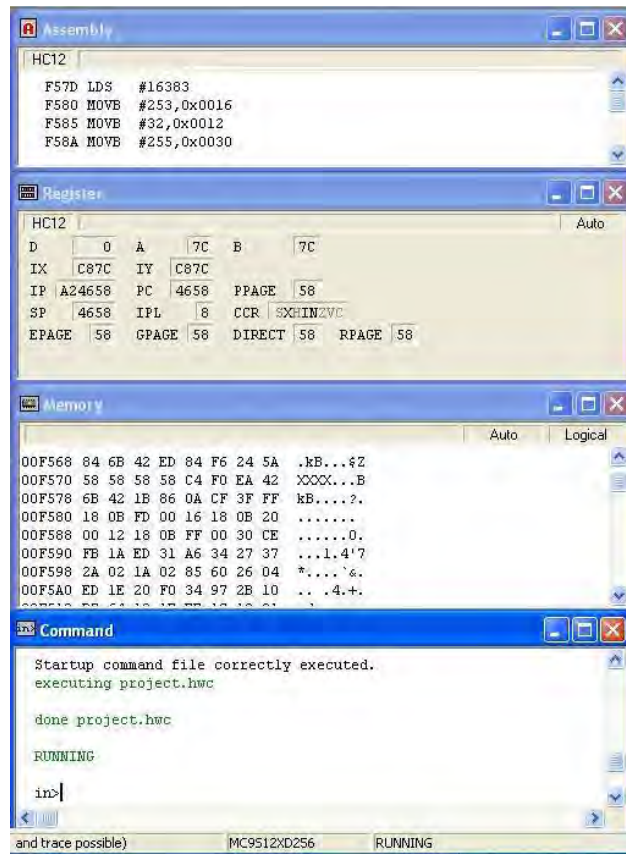 Assembly
HC12
F57D LDS #16383
F580 MOVB #253,0x0016
F585 MOVB #32,0x0012
F58A MOVB #255,0x0030
Register
HC12 Auto
D 0 A 7C B 7C
IX C87C IY C87C
IP A24658 PC 4658 PPAGE 58
SP 4658 IPL 8 CCR SXHINZVC
EPAGE 58 GPAGE 58 DIRECT 58 RPAGE 58
Memory
Auto Logical
00F568 84 6B 42 ED 84 F6 24 5A .kB...$Z
00F570 58 58 58 58 C4 F0 EA 42 XXXX...B
00F578 6B 42 1B 86 0A CF 3F FF kB....?.
00F580 18 0B FD 00 16 18 0B 20 .......
00F588 00 12 18 0B FF 00 30 CE ......0.
00F590 FB 1A ED 31 A6 34 27 37 ...1.4'7
00F598 2A 02 1A 02 85 60 26 04 *....`&.
00F5A0 ED 1E 20 F0 34 97 2B 10 .. .4.+.
in> Command
Startup command file correctly executed.
executing project.hwc
done project.hwc
RUNNING
in>
and trace possible) MC9S12XD256 RUNNING